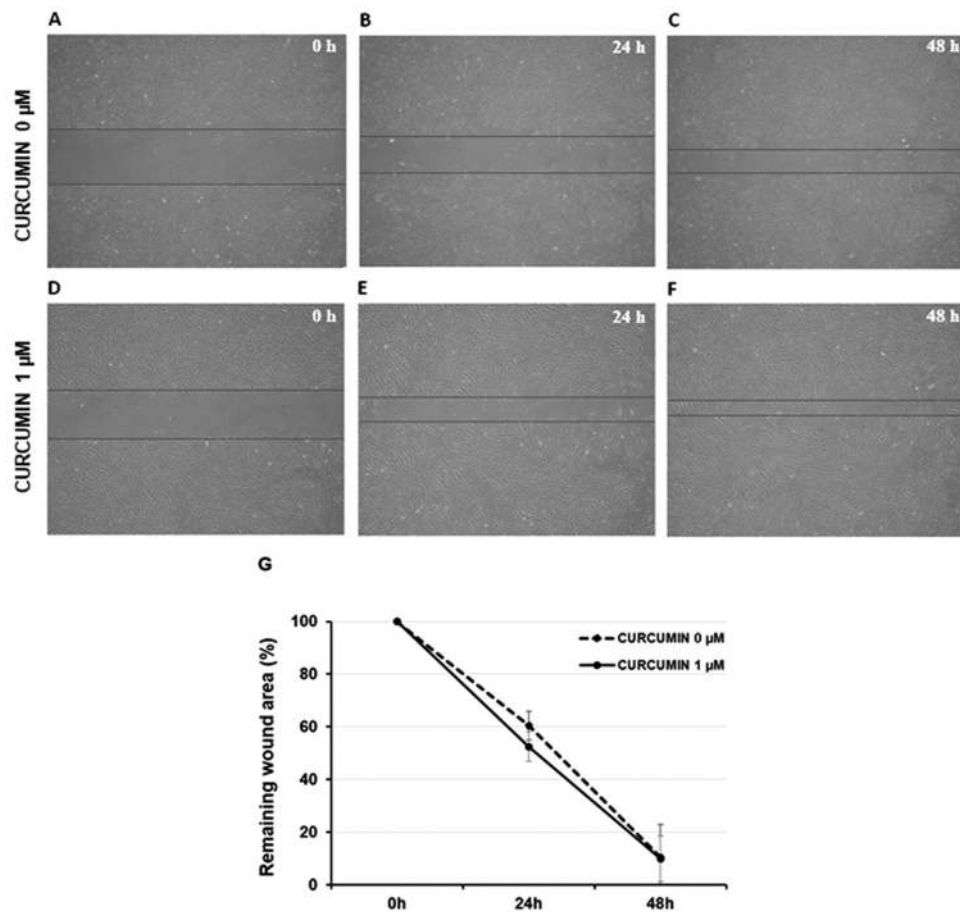 A
B
C
0 h
24 h
48 h
CURCUMIN 0 µM
D
E
F
0 h
24 h
48 h
CURCUMIN 1 µM
G
100
80
60
40
20
0
Remaining wound area (%)
CURCUMIN 0 µM
CURCUMIN 1 µM
0h
24h
48h